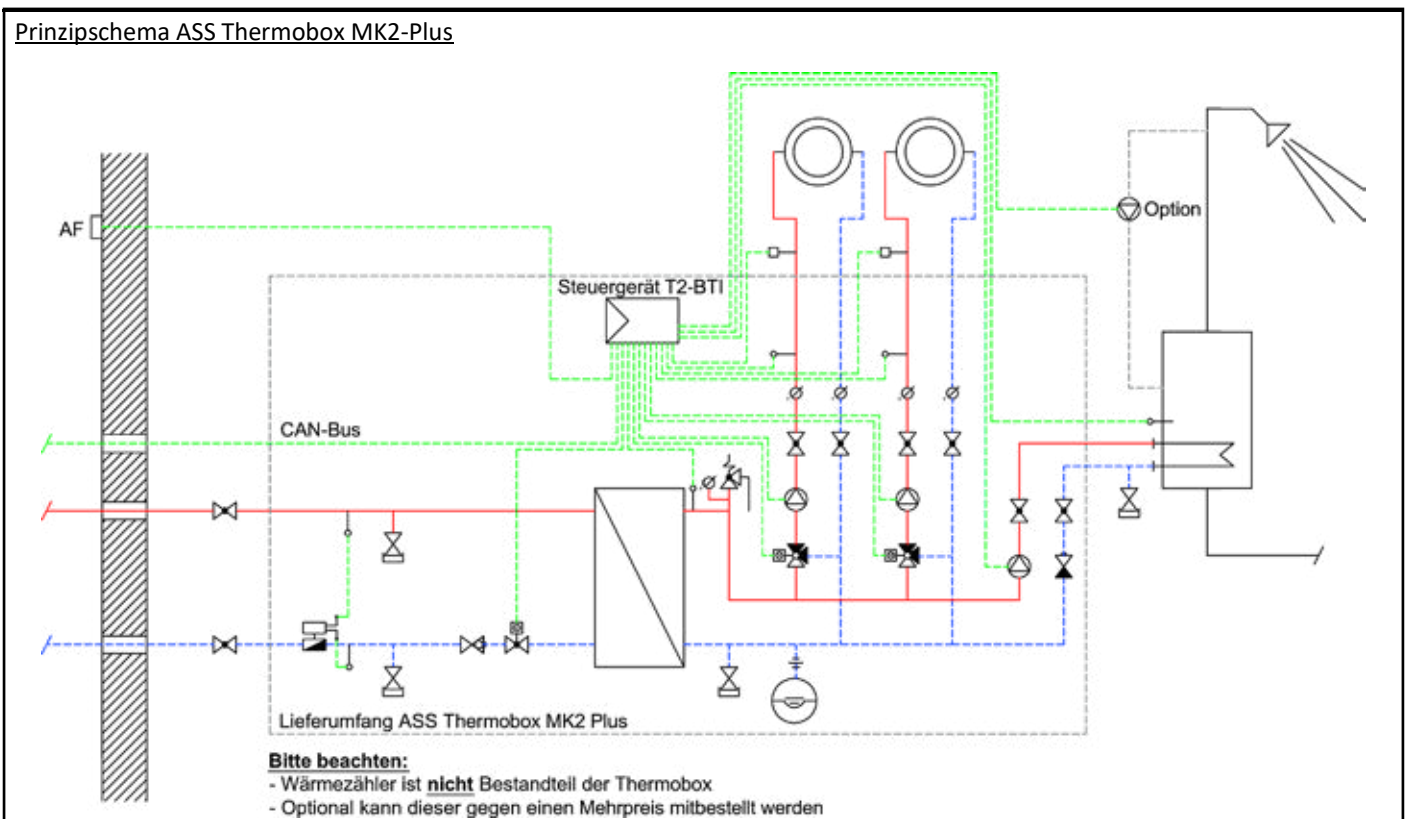 Prinzipschema ASS Thermobox MK2-Plus
AF
Option
Steuergerät T2-BTI
CAN-Bus
Lieferumfang ASS Thermobox MK2 Plus
Bitte beachten:
- Wärmezähler ist nicht Bestandteil der Thermobox
- Optional kann dieser gegen einen Mehrpreis mitbestellt werden